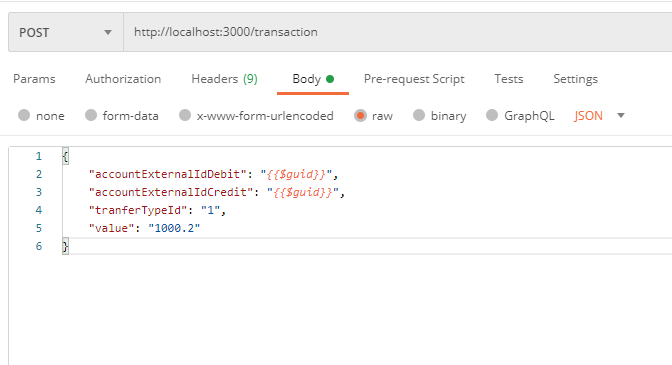 POST http://localhost:3000/transaction
Params Authorization Headers (9) Body Pre-request Script Tests Settings
none form-data x-www-form-urlencoded raw binary GraphQL JSON
1 {
2 "accountExternalIdDebit": "{{$guid}}",
3 "accountExternalIdCredit": "{{$guid}}",
4 "tranferTypeId": "1",
5 "value": "1000.2"
6 }